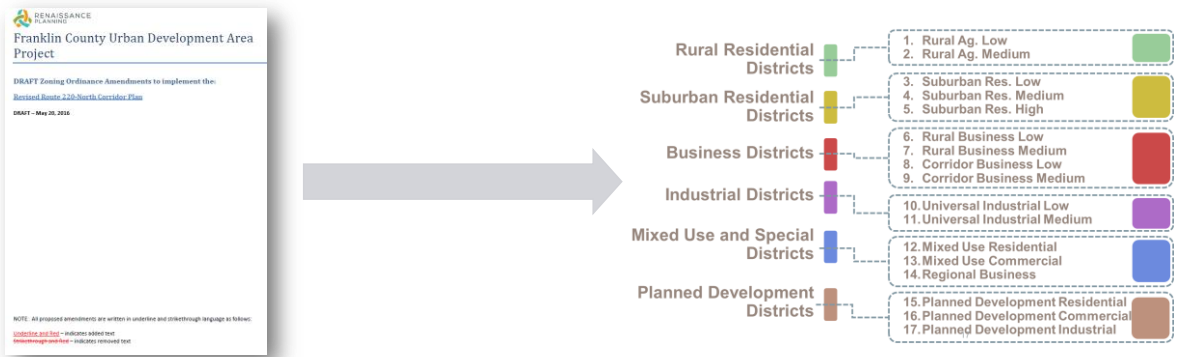 RENAISSANCE
PLANNING
Franklin County Urban Development Area
Project
DRAFT Zoning Ordinance Amendments to implement the:
Revised Route 220-North Corridor Plan
DRAFT – May 20, 2016
NOTE: All proposed amendments are written in underline and strikethrough language as follows:
Underline and Red – indicates added text
Strikethrough and Red – indicates removed text
Rural Residential
Districts
1. Rural Ag. Low
2. Rural Ag. Medium
Suburban Residential
Districts
3. Suburban Res. Low
4. Suburban Res. Medium
5. Suburban Res. High
Business Districts
6. Rural Business Low
7. Rural Business Medium
8. Corridor Business Low
9. Corridor Business Medium
Industrial Districts
10. Universal Industrial Low
11. Universal Industrial Medium
Mixed Use and Special
Districts
12. Mixed Use Residential
13. Mixed Use Commercial
14. Regional Business
Planned Development
Districts
15. Planned Development Residential
16. Planned Development Commercial
17. Planned Development Industrial